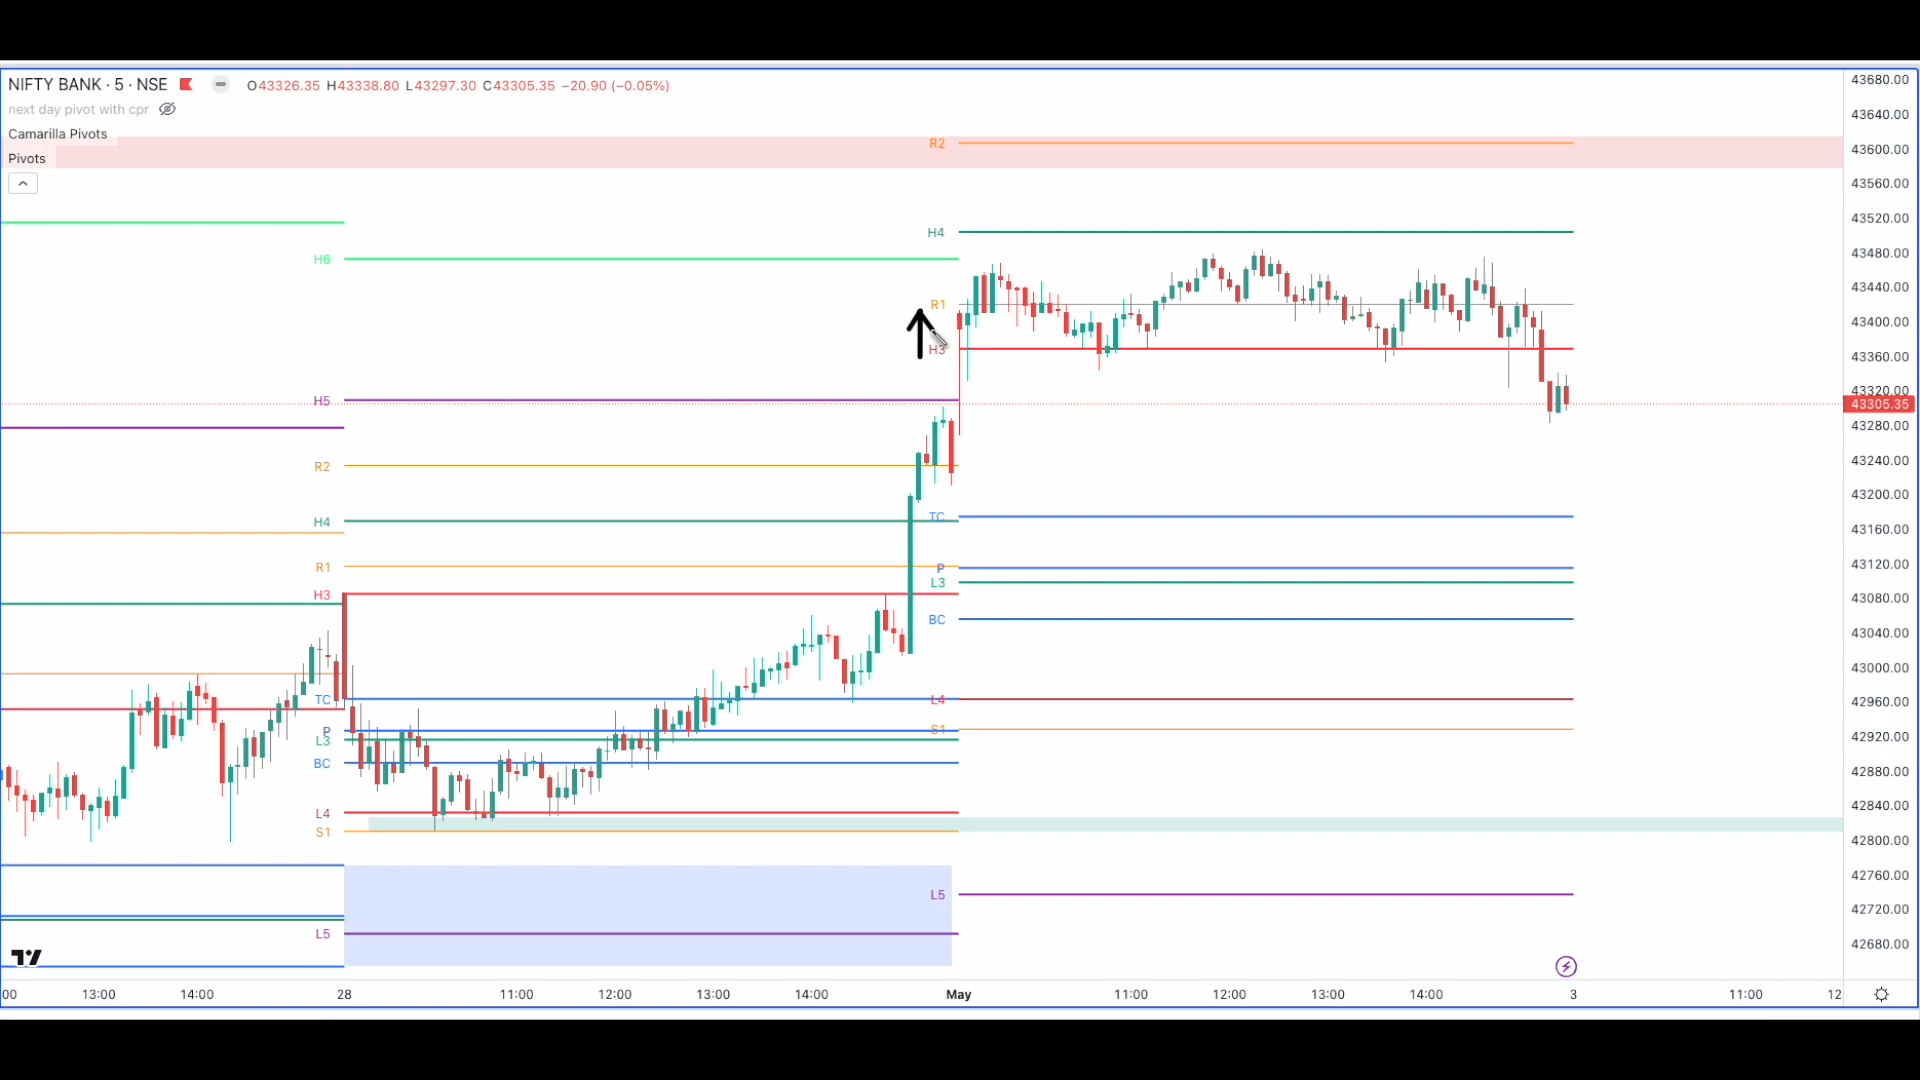 NIFTY BANK · 5 · NSE O43326.35 H43338.80 L43297.30 C43305.35 −20.90 (−0.05%)
next day pivot with cpr
Camarilla Pivots
Pivots
R2
H4
H6
R1
H3
H5
R2
TC
H4
P
R1
L3
H3
BC
TC
L4
P
S1
L3
BC
L4
S1
L5
L5
43680.00
43640.00
43600.00
43560.00
43520.00
43480.00
43440.00
43400.00
43360.00
43320.00
43305.35
43280.00
43240.00
43200.00
43160.00
43120.00
43080.00
43040.00
43000.00
42960.00
42920.00
42880.00
42840.00
42800.00
42760.00
42720.00
42680.00
00 13:00 14:00 28 11:00 12:00 13:00 14:00 May 11:00 12:00 13:00 14:00 3 11:00 12